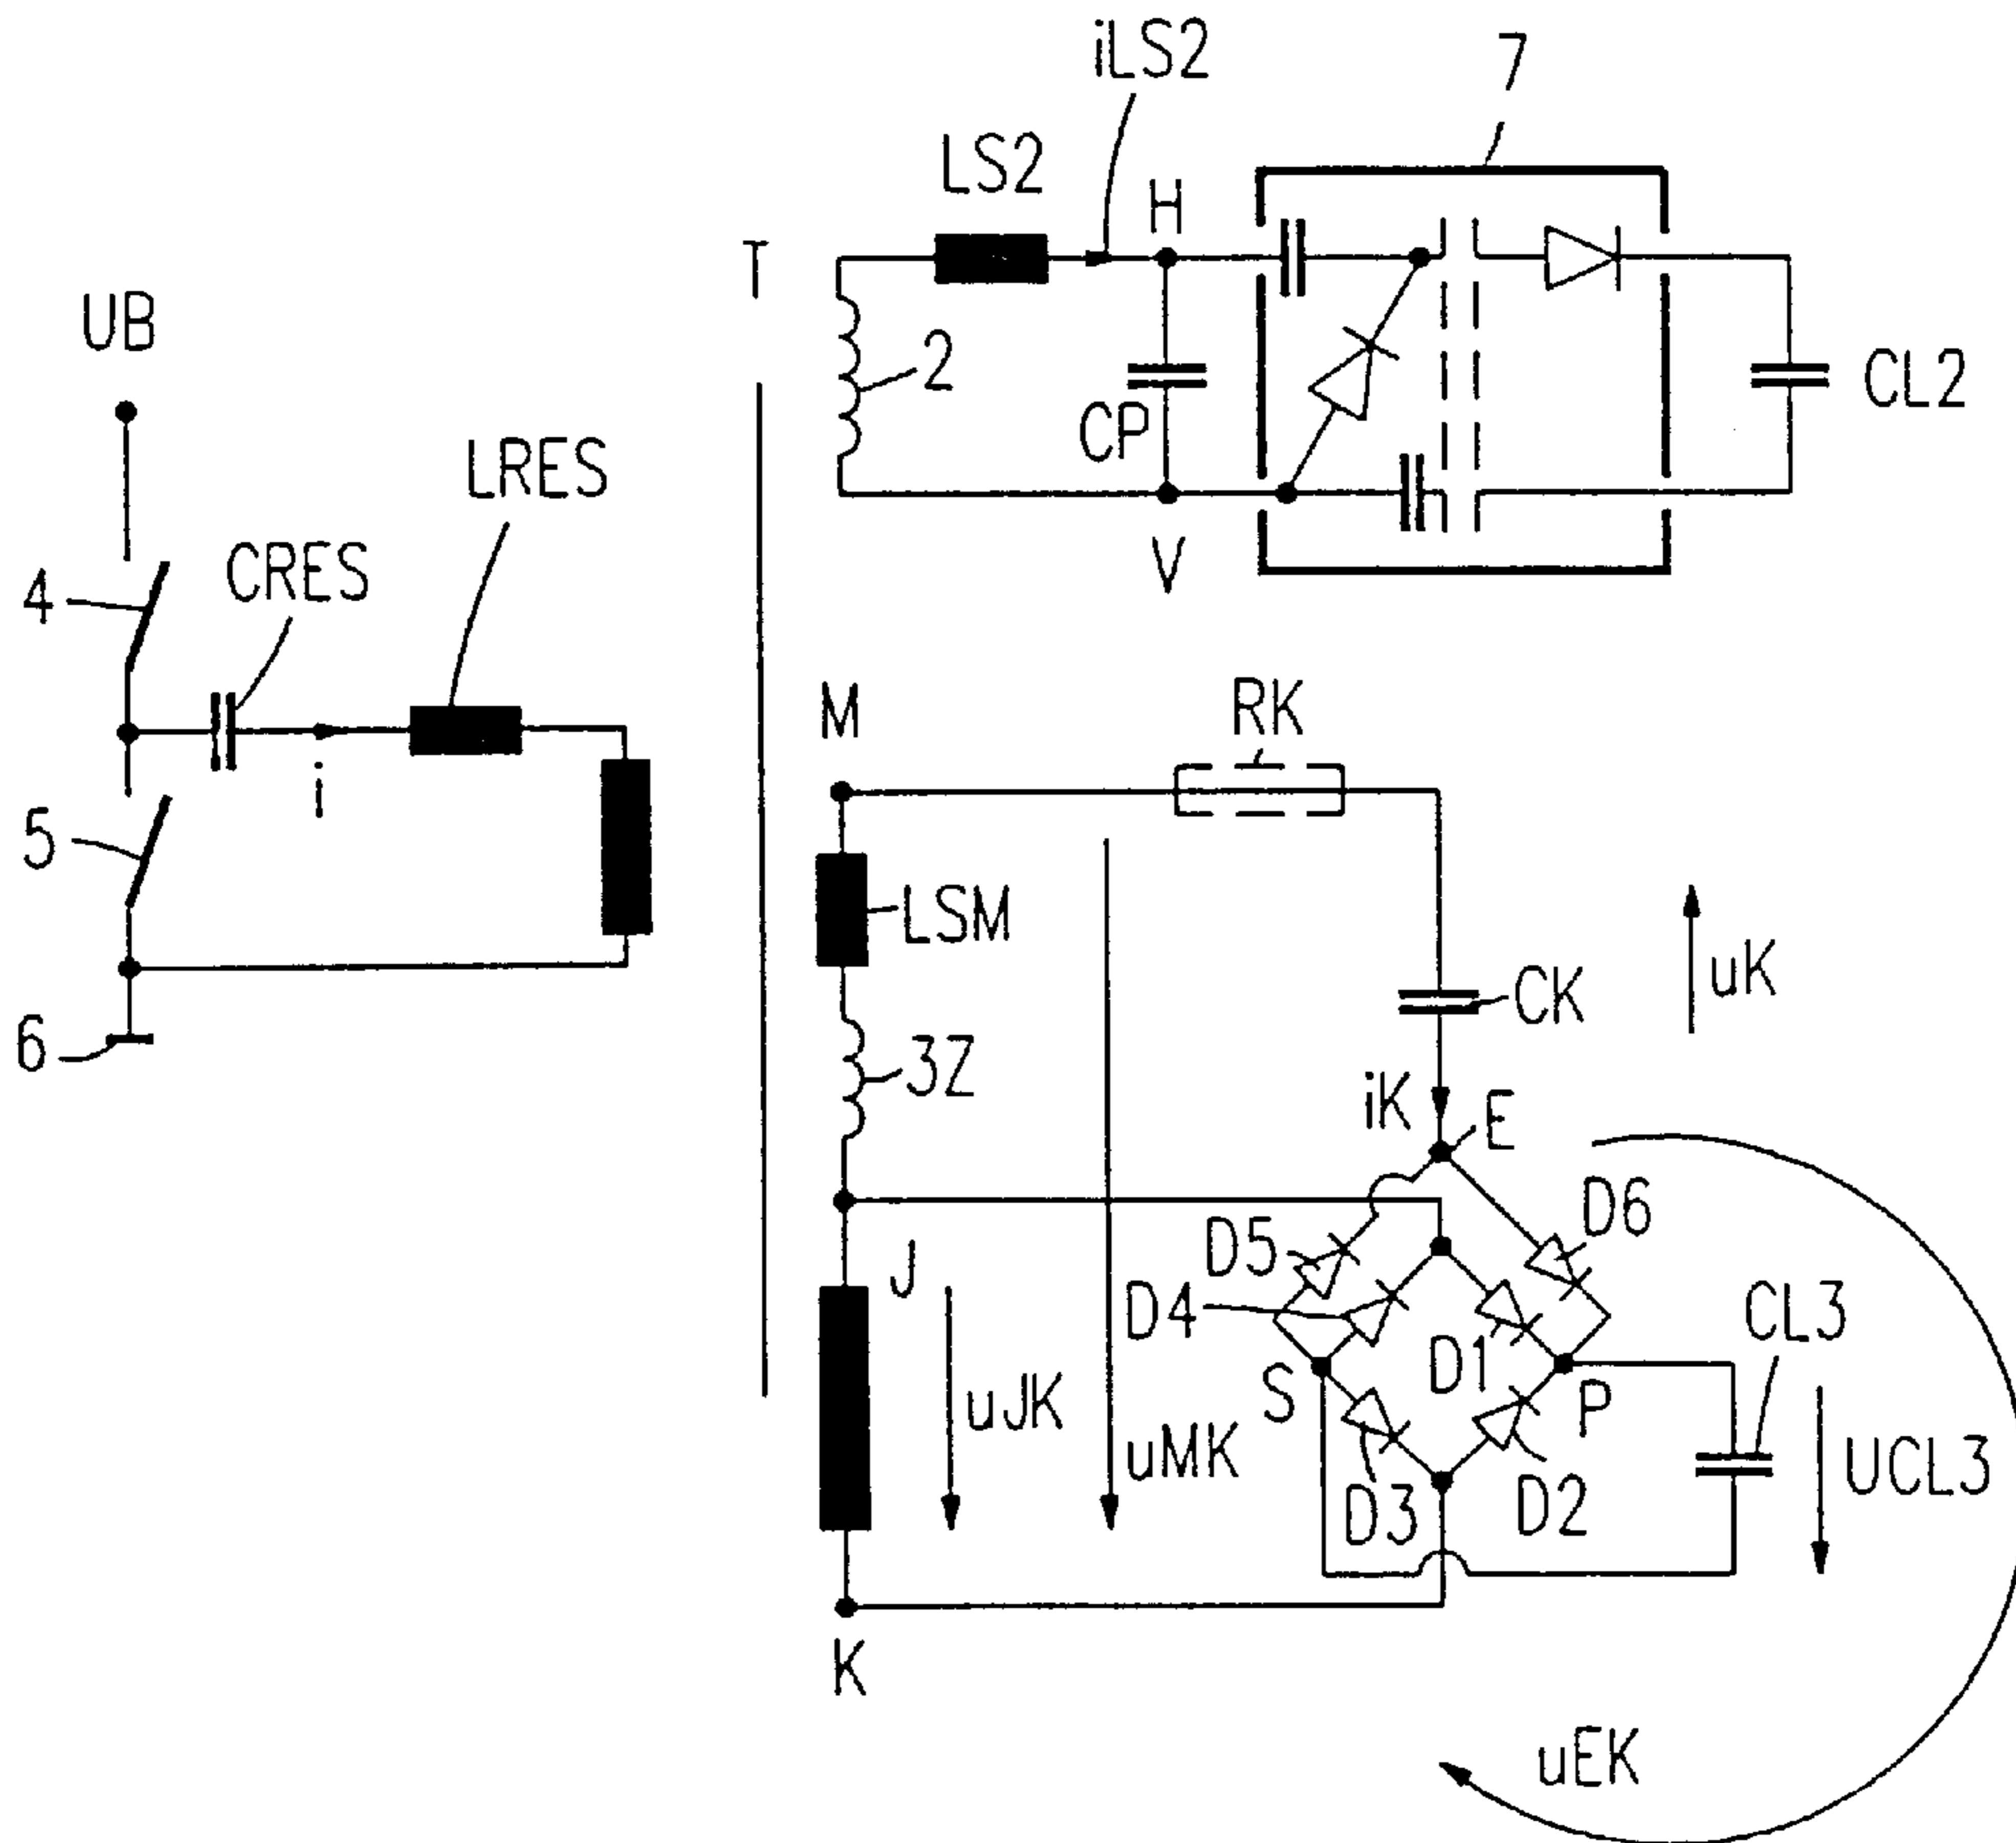 iLS2
7
LS2
H
T
UB
2
CP
CL2
LRES
CRES
V
4
M
RK
i
5
LSM
uK
CK
6
3Z
iK
E
D6
D5
J
D4
CL3
D1
S
P
uJK
uMK
UCL3
D3
D2
K
uEK